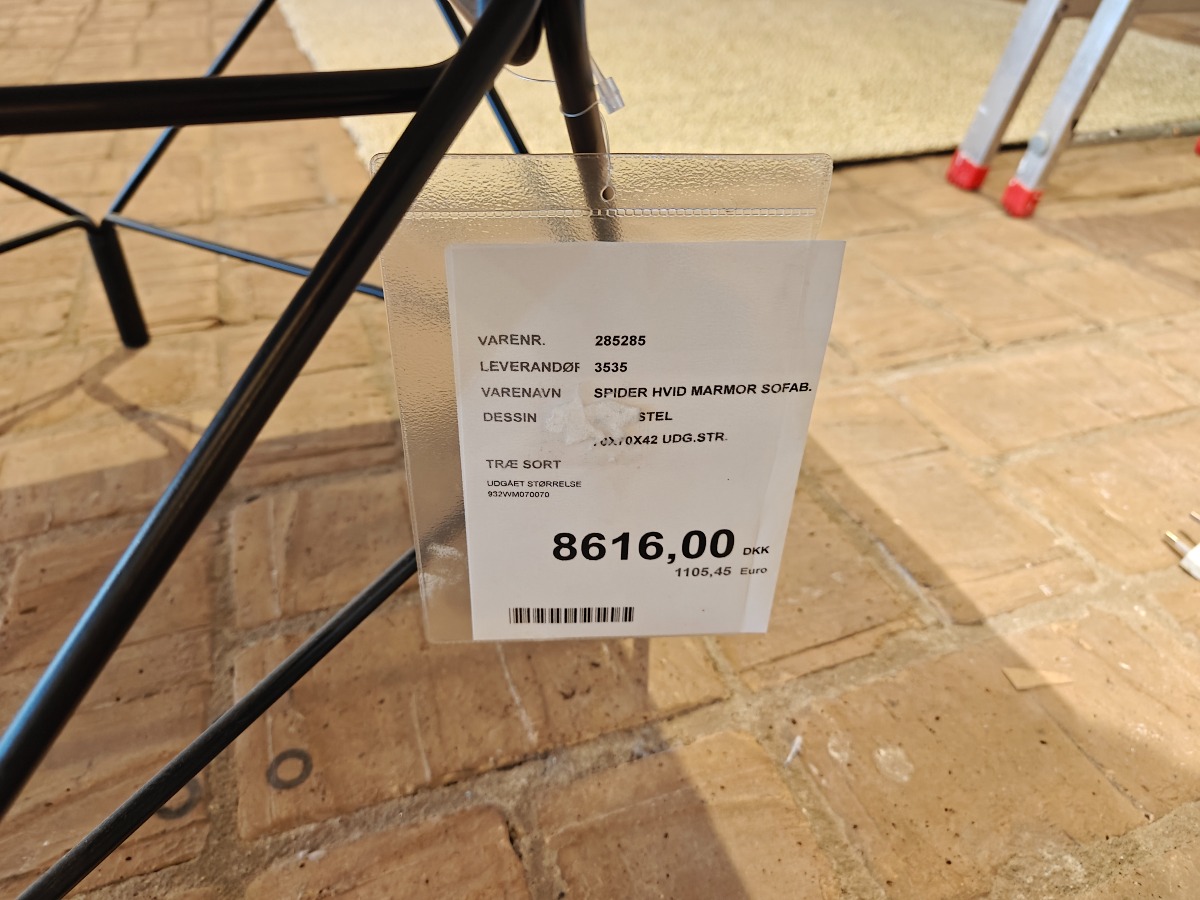 VARENR. 285285
LEVERANDØR 3535
VARENAVN SPIDER HVID MARMOR SOFAB.
DESSIN STEL
70X70X42 UDG.STR.
TRÆ SORT
UDGÅET STØRRELSE
932WM070070
8616,00 DKK
1105,45 Euro